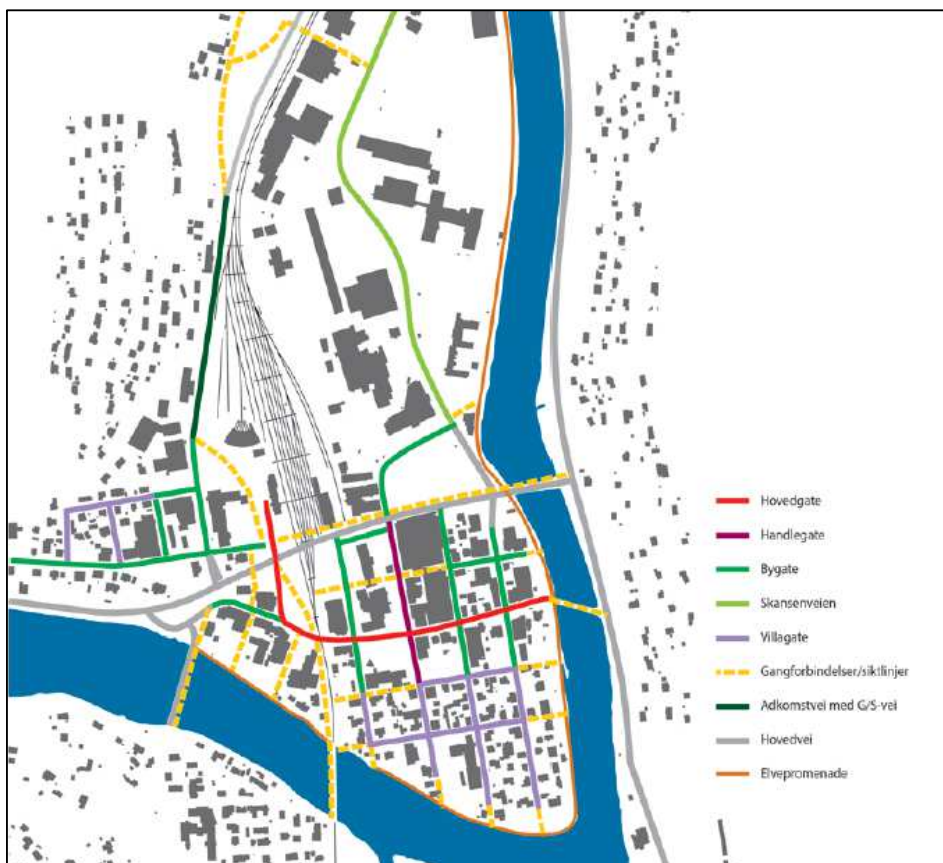 Hovedgate
Handlegate
Bygate
Skansenveien
Villagate
Gangforbindelser/siktlinjer
Adkomstvei med G/S-vei
Hovedvei
Elvepromenade